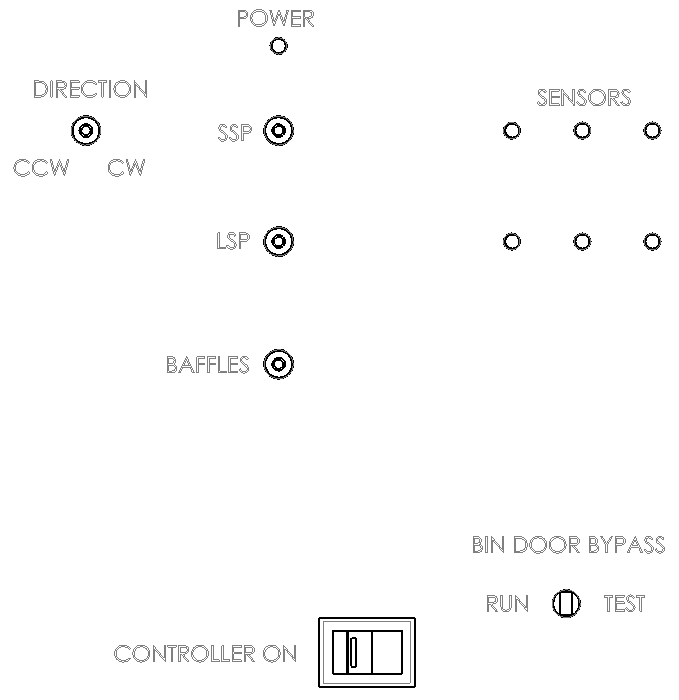 POWER
DIRECTION
SENSORS
SSP
CCW CW
LSP
BAFFLES
BIN DOOR BYPASS
RUN TEST
CONTROLLER ON